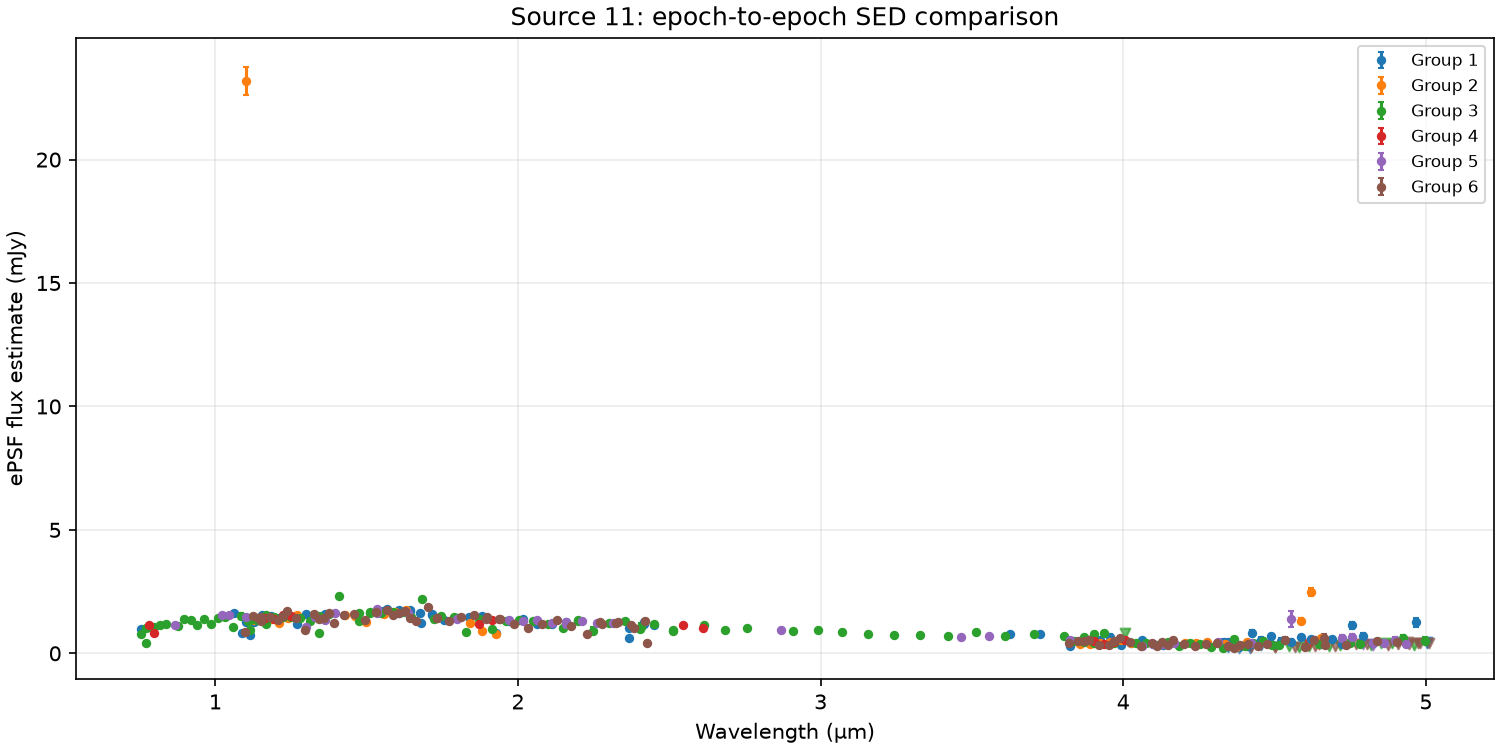 Source 11: epoch-to-epoch SED comparison
ePSF flux estimate (mJy)
20
15
10
5
0
1
2
3
4
5
Wavelength (μm)
Group 1
Group 2
Group 3
Group 4
Group 5
Group 6